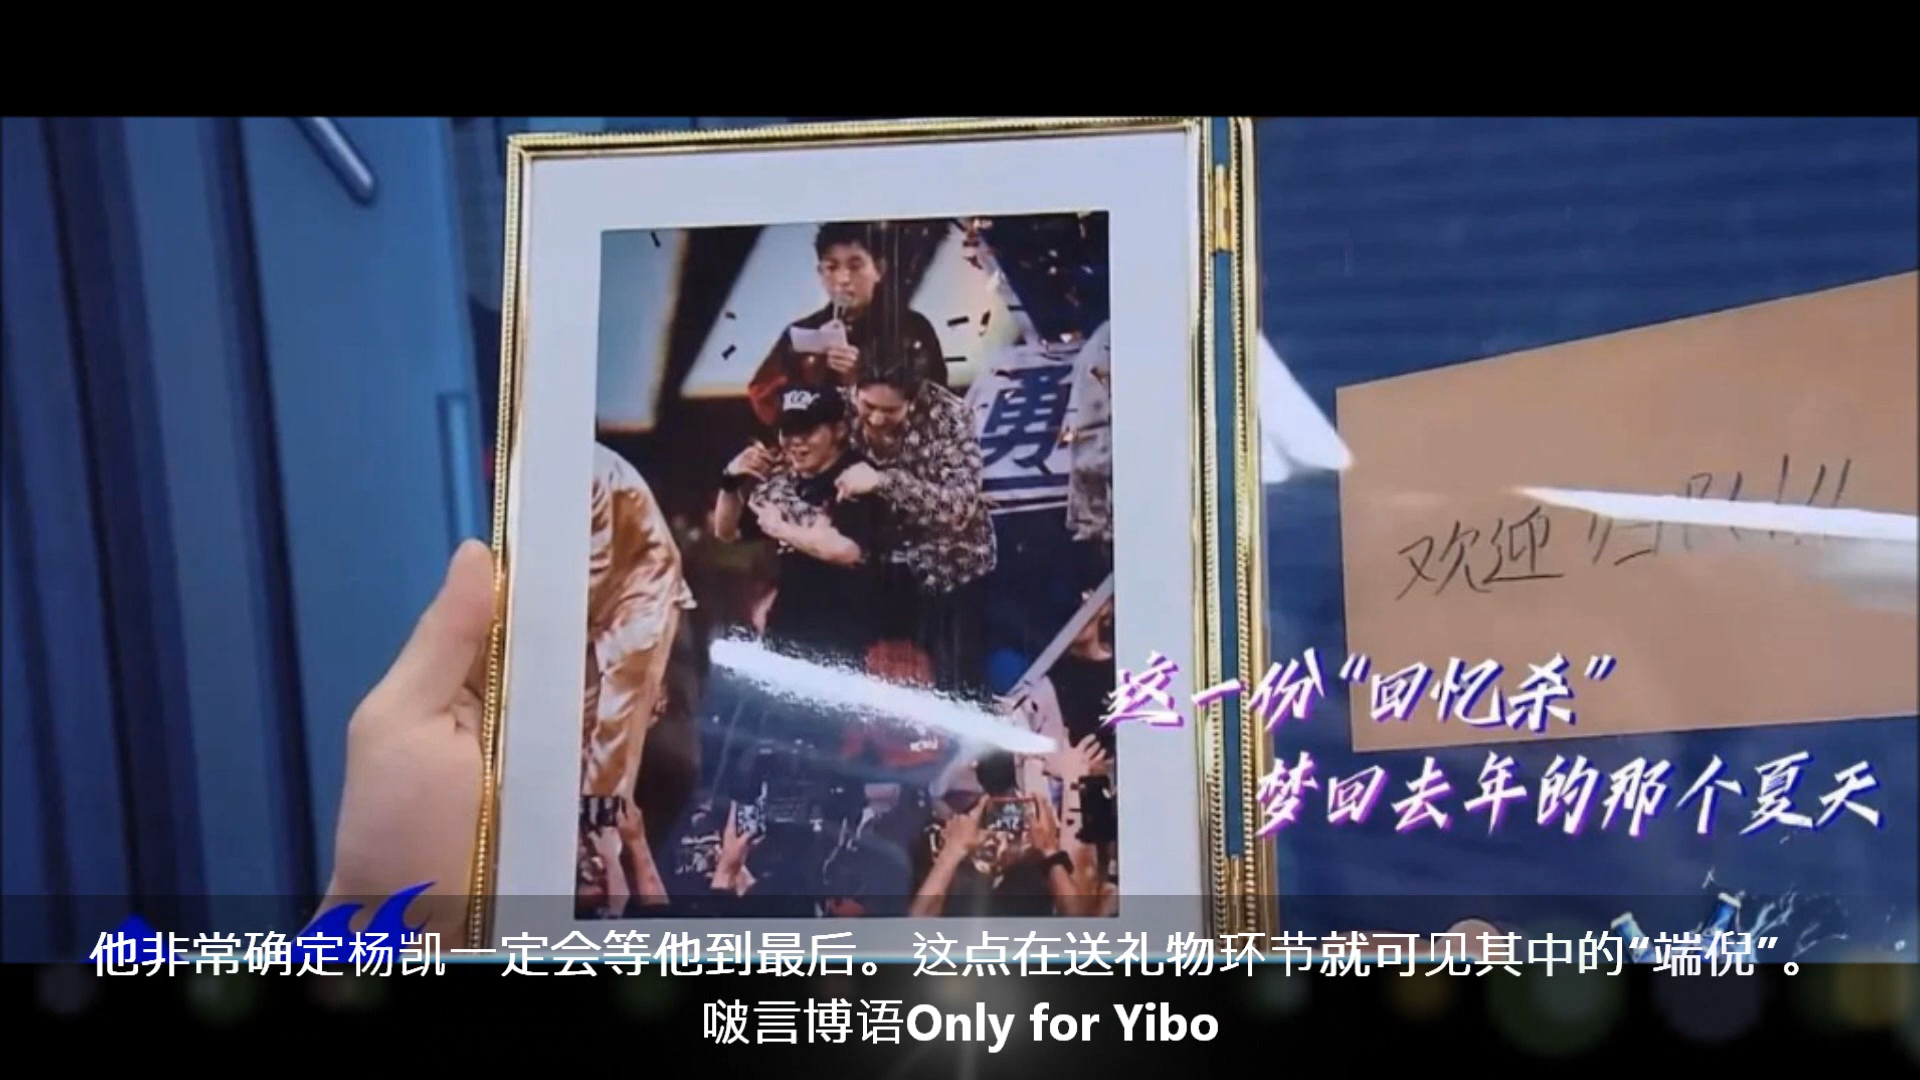 勇
欢迎归队!!!
这一份“回忆杀”
梦回去年的那个夏天
他非常确定杨凯一定会等他到最后。这点在送礼物环节就可见其中的“端倪”。
啵言博语Only for Yibo